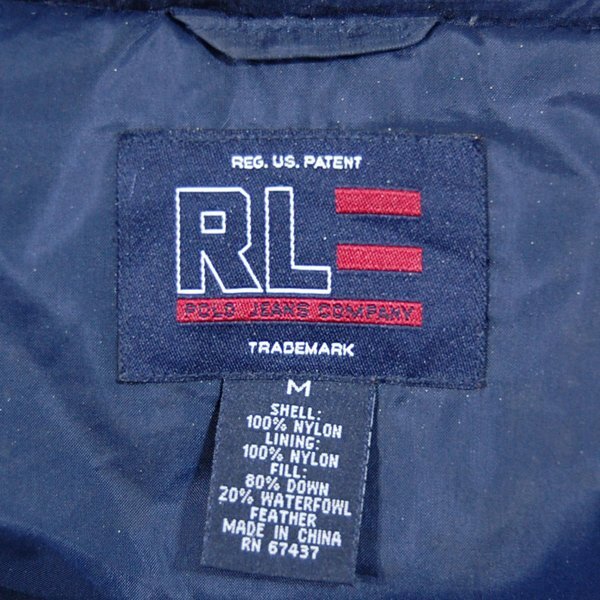 REG. US. PATENT
RL
POLO JEANS COMPANY
TRADEMARK
M
SHELL:
100% NYLON
LINING:
100% NYLON
FILL:
80% DOWN
20% WATERFOWL
FEATHER
MADE IN CHINA
RN 67437